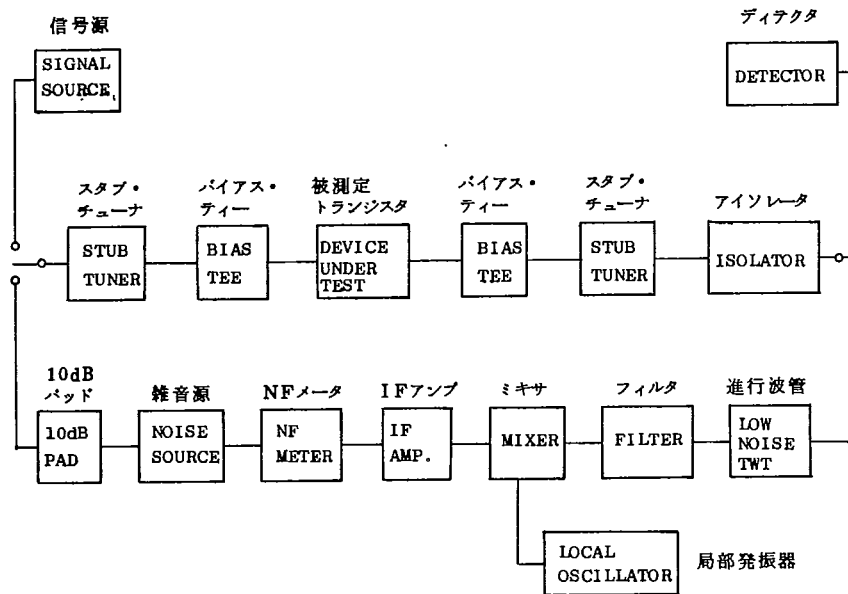 信号源
SIGNAL
SOURCE
ディテクタ
DETECTOR
スタブ・
チューナ
STUB
TUNER
バイアス・
ティー
BIAS
TEE
被測定
トランジスタ
DEVICE
UNDER
TEST
バイアス・
ティー
BIAS
TEE
スタブ・
チューナ
STUB
TUNER
アイソレータ
ISOLATOR
10dB
パッド
10dB
PAD
雑音源
NOISE
SOURCE
NFメータ
NF
METER
IFアンプ
IF
AMP.
ミキサ
MIXER
フィルタ
FILTER
進行波管
LOW
NOISE
TWT
LOCAL
OSCILLATOR
局部発振器